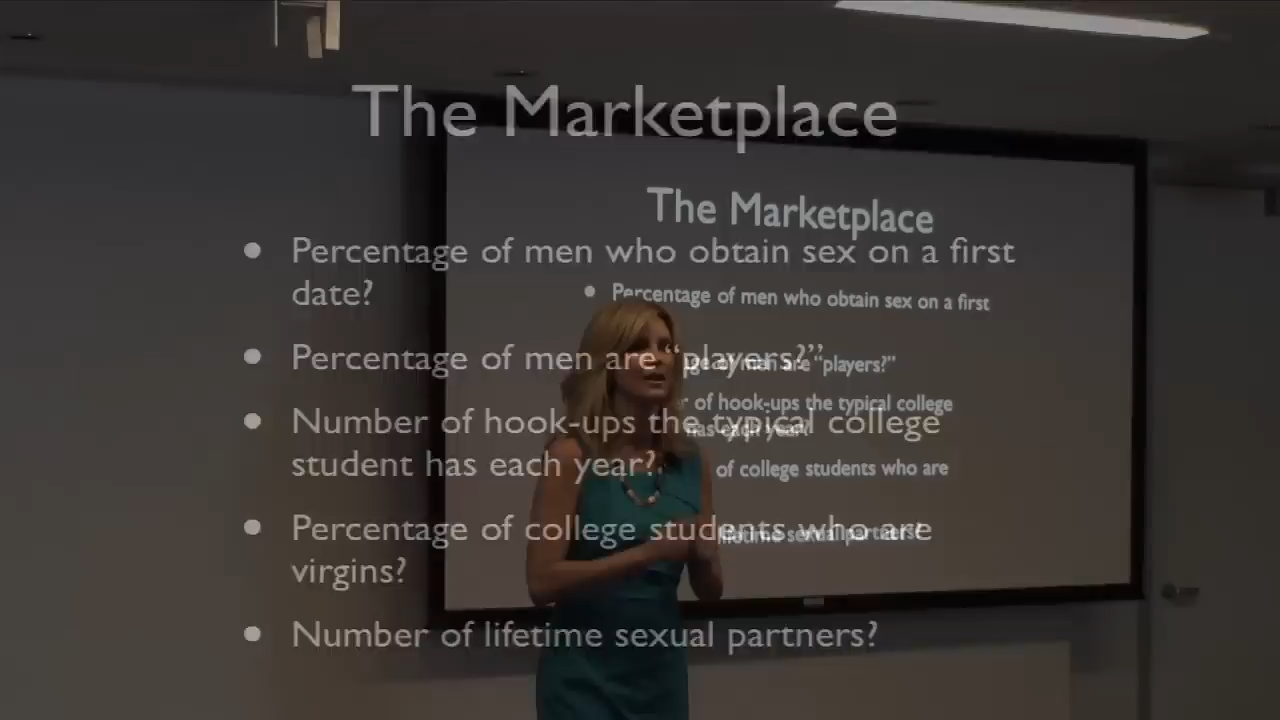 The Marketplace
• Percentage of men who obtain sex on a first
date?
• Percentage of men are “players?”
• Number of hook-ups the typical college
student has each year?
• Percentage of college students who are
virgins?
• Number of lifetime sexual partners?
The Marketplace
• Percentage of men who obtain sex on a first
men are “players?”
of hook-ups the typical college
has each year?
of college students who are
lifetime sexual partners?